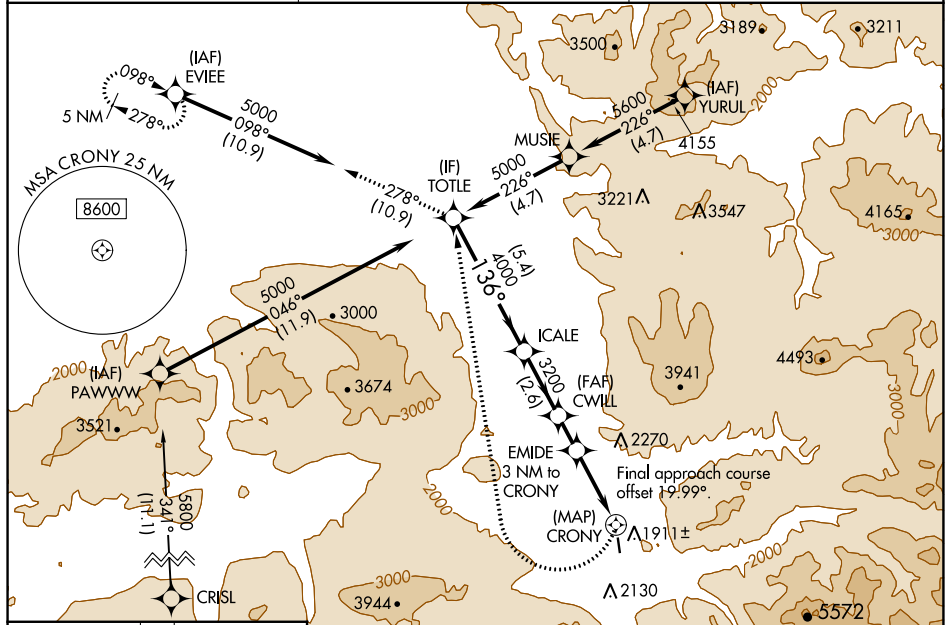 (IAF)
EVIEE
098°
278°
5 NM
5000
098°
(10.9)
MSA CRONY 25 NM
8600
3500
3189
3211
2000
(IAF)
YURUL
5600
226°
(4.7)
4155
MUSIE
5000
226°
(4.7)
(IF)
TOTLE
278°
(10.9)
3221
3547
4165
3000
(5.4)
4000
136°
5000
046°
(11.9)
3000
2000
(IAF)
PAWWW
3521
3674
3000
ICALE
3200
(2.6)
(FAF)
CWILL
3941
4493
3000
EMIDE
3 NM to
CRONY
2270
Final approach course
offset 19.99°.
2000
(MAP)
CRONY
1911±
2000
5800
341°
(11.1)
CRISL
3000
3944
2130
5572